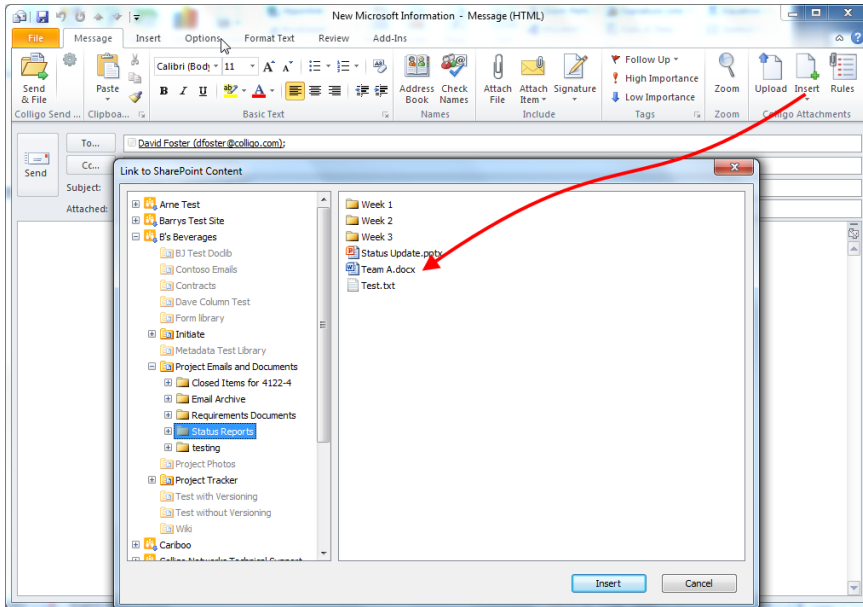 New Microsoft Information - Message (HTML)
File Message Insert Options Format Text Review Add-Ins
Calibri (Body 11
Send & File
Paste
B I U
Address Book
Check Names
Attach File
Attach Item
Signature
Follow Up
High Importance
Low Importance
Zoom
Upload
Insert
Rules
Colligo Send ... Clipboa... Basic Text Names Include Tags Zoom Colligo Attachments
To... David Foster (dfoster@colligo.com);
Cc...
Send
Subject:
Attached:
Link to SharePoint Content
Arne Test
Barrys Test Site
B's Beverages
BJ Test Doclib
Contoso Emails
Contracts
Dave Column Test
Form library
Initiate
Metadata Test Library
Project Emails and Documents
Closed Items for 4122-4
Email Archive
Requirements Documents
Status Reports
testing
Project Photos
Project Tracker
Test with Versioning
Test without Versioning
Wiki
Cariboo
Colligo Networks Technical Support
Week 1
Week 2
Week 3
Status Update.pptx
Team A.docx
Test.txt
Insert Cancel